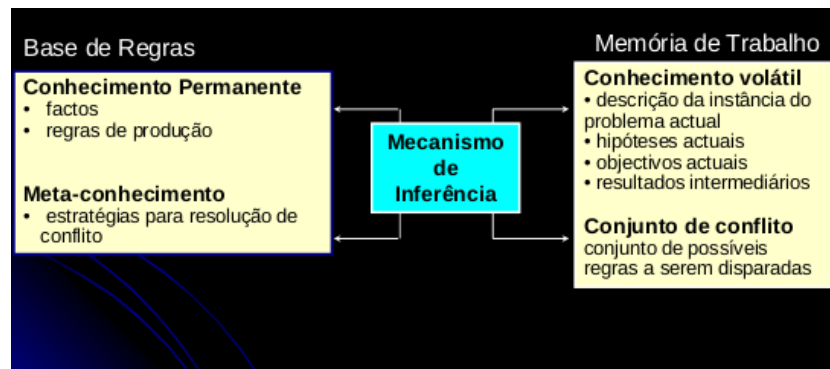 Base de Regras
Conhecimento Permanente
• factos
• regras de produção
Meta-conhecimento
• estratégias para resolução de
conflito
Mecanismo
de
Inferência
Memória de Trabalho
Conhecimento volátil
• descrição da instância do
problema actual
• hipóteses actuais
• objectivos actuais
• resultados intermediários
Conjunto de conflito
conjunto de possíveis
regras a serem disparadas